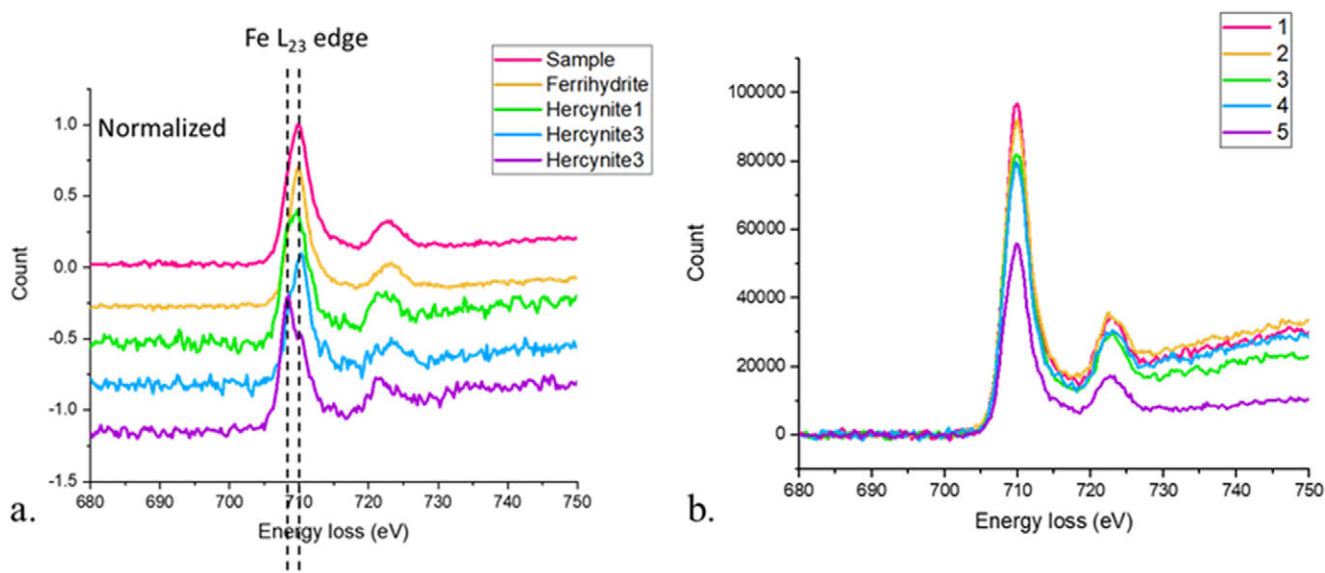 Fe L23 edge
Sample
Ferrihydrite
Hercynite1
Hercynite3
Hercynite3
Normalized
1.0
0.5
0.0
-0.5
-1.0
-1.5
Count
680 690 700 710 720 730 740 750
Energy loss (eV)
a.
1
2
3
4
5
100000
80000
60000
40000
20000
0
Count
680 690 700 710 720 730 740 750
Energy loss (eV)
b.